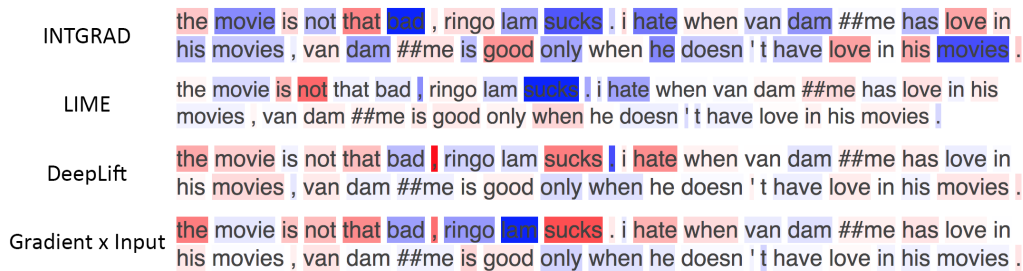 INTGRAD
the movie is not that bad , ringo lam sucks . i hate when van dam ##me has love in
his movies , van dam ##me is good only when he doesn ' t have love in his movies .
LIME
the movie is not that bad , ringo lam sucks . i hate when van dam ##me has love in his
movies , van dam ##me is good only when he doesn ' t have love in his movies .
DeepLift
the movie is not that bad , ringo lam sucks . i hate when van dam ##me has love in
his movies , van dam ##me is good only when he doesn ' t have love in his movies .
Gradient x Input
the movie is not that bad , ringo lam sucks . i hate when van dam ##me has love in
his movies , van dam ##me is good only when he doesn ' t have love in his movies .